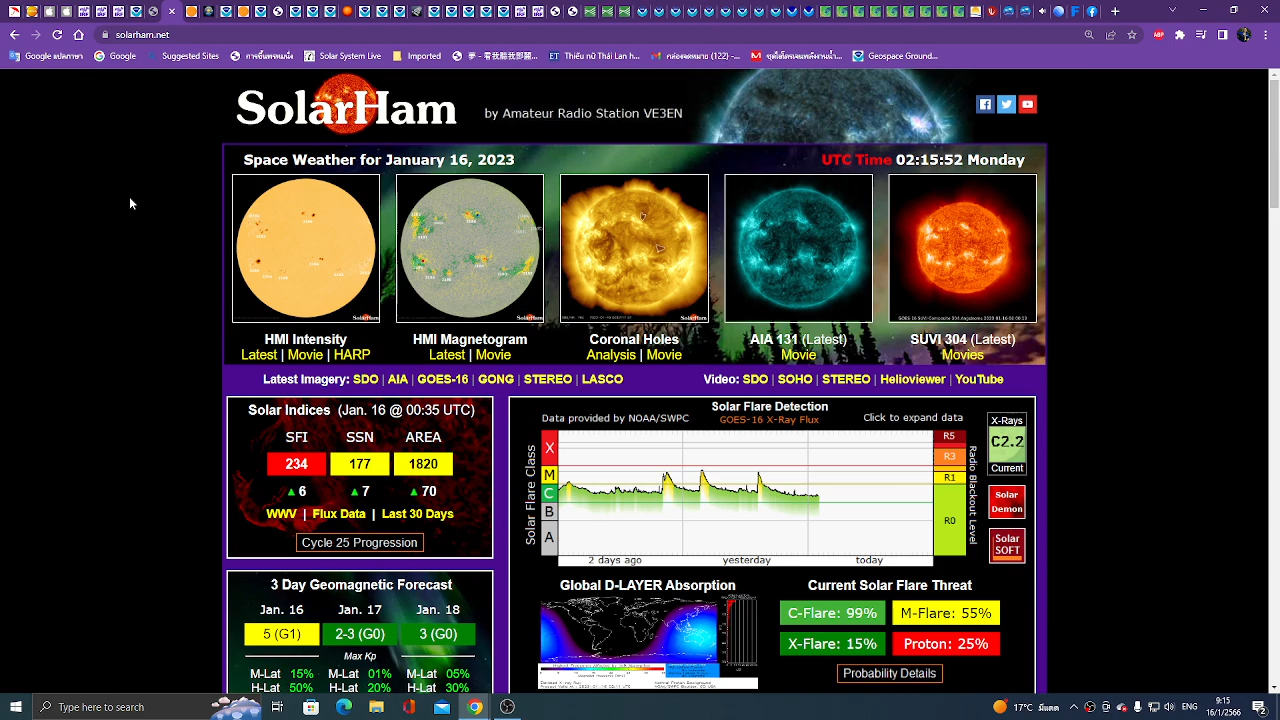 solarham.net
Google แปลภาษา
Google
Suggested Sites
Solar System Live
Imported
Thiều Thị Lan h...
Geospace Ground...
SolarHam
by Amateur Radio Station VE3EN
Space Weather for January 16, 2023
UTC Time 02:15:52 Monday
SolarHam
SolarHam
HMI Intensity
Latest | Movie | HARP
HMI Magnetogram
Latest | Movie
Coronal Holes
Analysis | Movie
AIA 131 (Latest)
Movie
SUVI 304 (Latest)
Movies
Latest Imagery: SDO | AIA | GOES-16 | GONG | STEREO | LASCO
Video: SDO | SOHO | STEREO | Helioviewer | YouTube
Solar Indices (Jan. 16 @ 00:35 UTC)
SFI SSN AREA
234 177 1820
▲ 6 ▲ 7 ▲ 70
WWV | Flux Data | Last 30 Days
Cycle 25 Progression
3 Day Geomagnetic Forecast
Jan. 16 Jan. 17 Jan. 18
5 (G1) 2-3 (G0) 3 (G0)
Max Kp
M-Lat 15% M-Lat 01% M-Lat 05%
H-Lat 50% H-Lat 20% H-Lat 30%
Solar Flare Detection
Data provided by NOAA/SWPC
GOES-16 X-Ray Flux
Click to expand data
Solar Flare Class
X
M
C
B
A
R5
R3
R1
R0
Radio Blackout Level
2 days ago yesterday today
X-Rays
C2.2
Current
Solar
Demon
Solar
SOFT
Global D-LAYER Absorption
Current Solar Flare Threat
C-Flare: 99%
M-Flare: 55%
X-Flare: 15%
Proton: 25%
Probability Details
Type here to search
17°C
9:15
16/1/2566